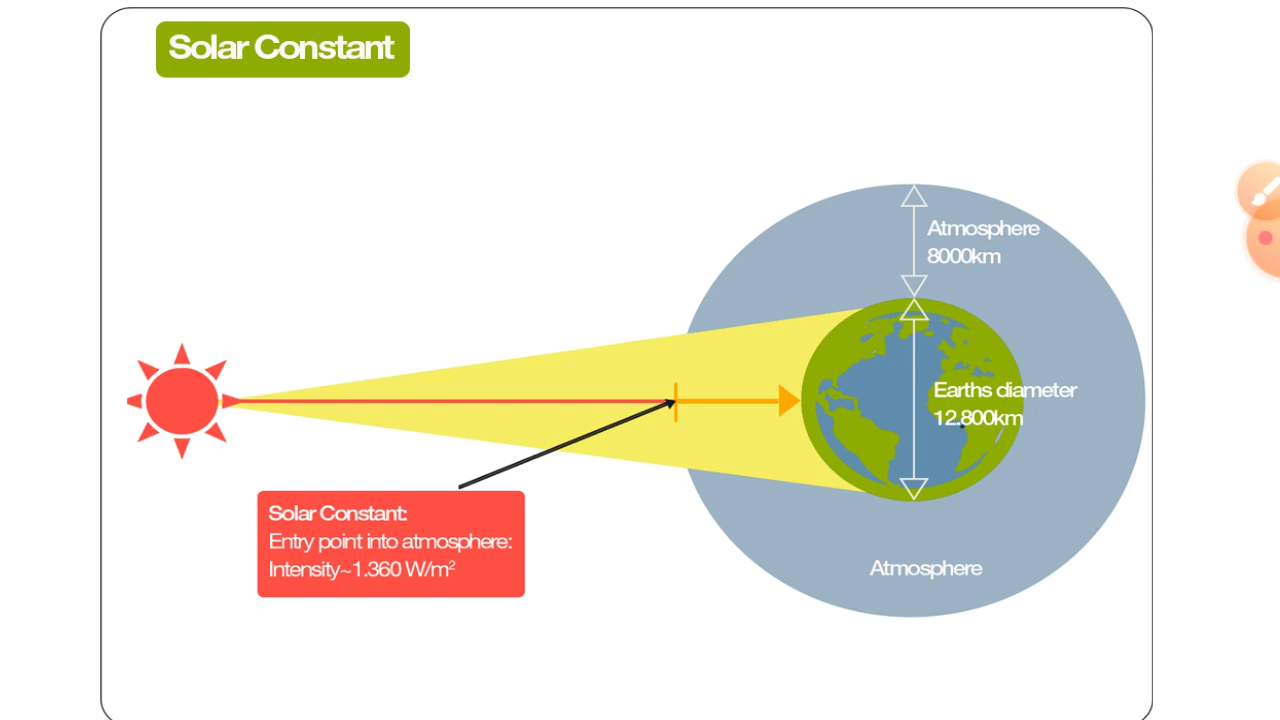 Solar Constant
Atmosphere
8000km
Earths diameter
12.800km
Solar Constant:
Entry point into atmosphere:
Intensity~1.360 W/m²
Atmosphere